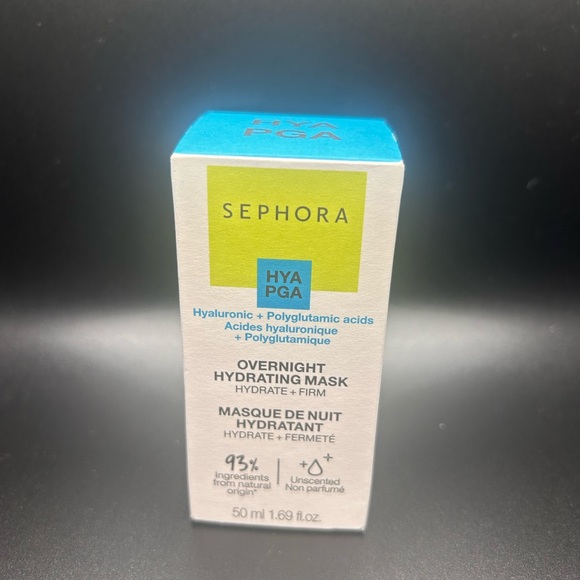 HYA
PGA
SEPHORA
HYA
PGA
Hyaluronic + Polyglutamic acids
Acides hyaluronique
+ Polyglutamique
OVERNIGHT
HYDRATING MASK
HYDRATE + FIRM
MASQUE DE NUIT
HYDRATANT
HYDRATE + FERMETÉ
93%
ingredients
from natural
origin*
Unscented
Non parfumé
50 ml 1.69 fl.oz.